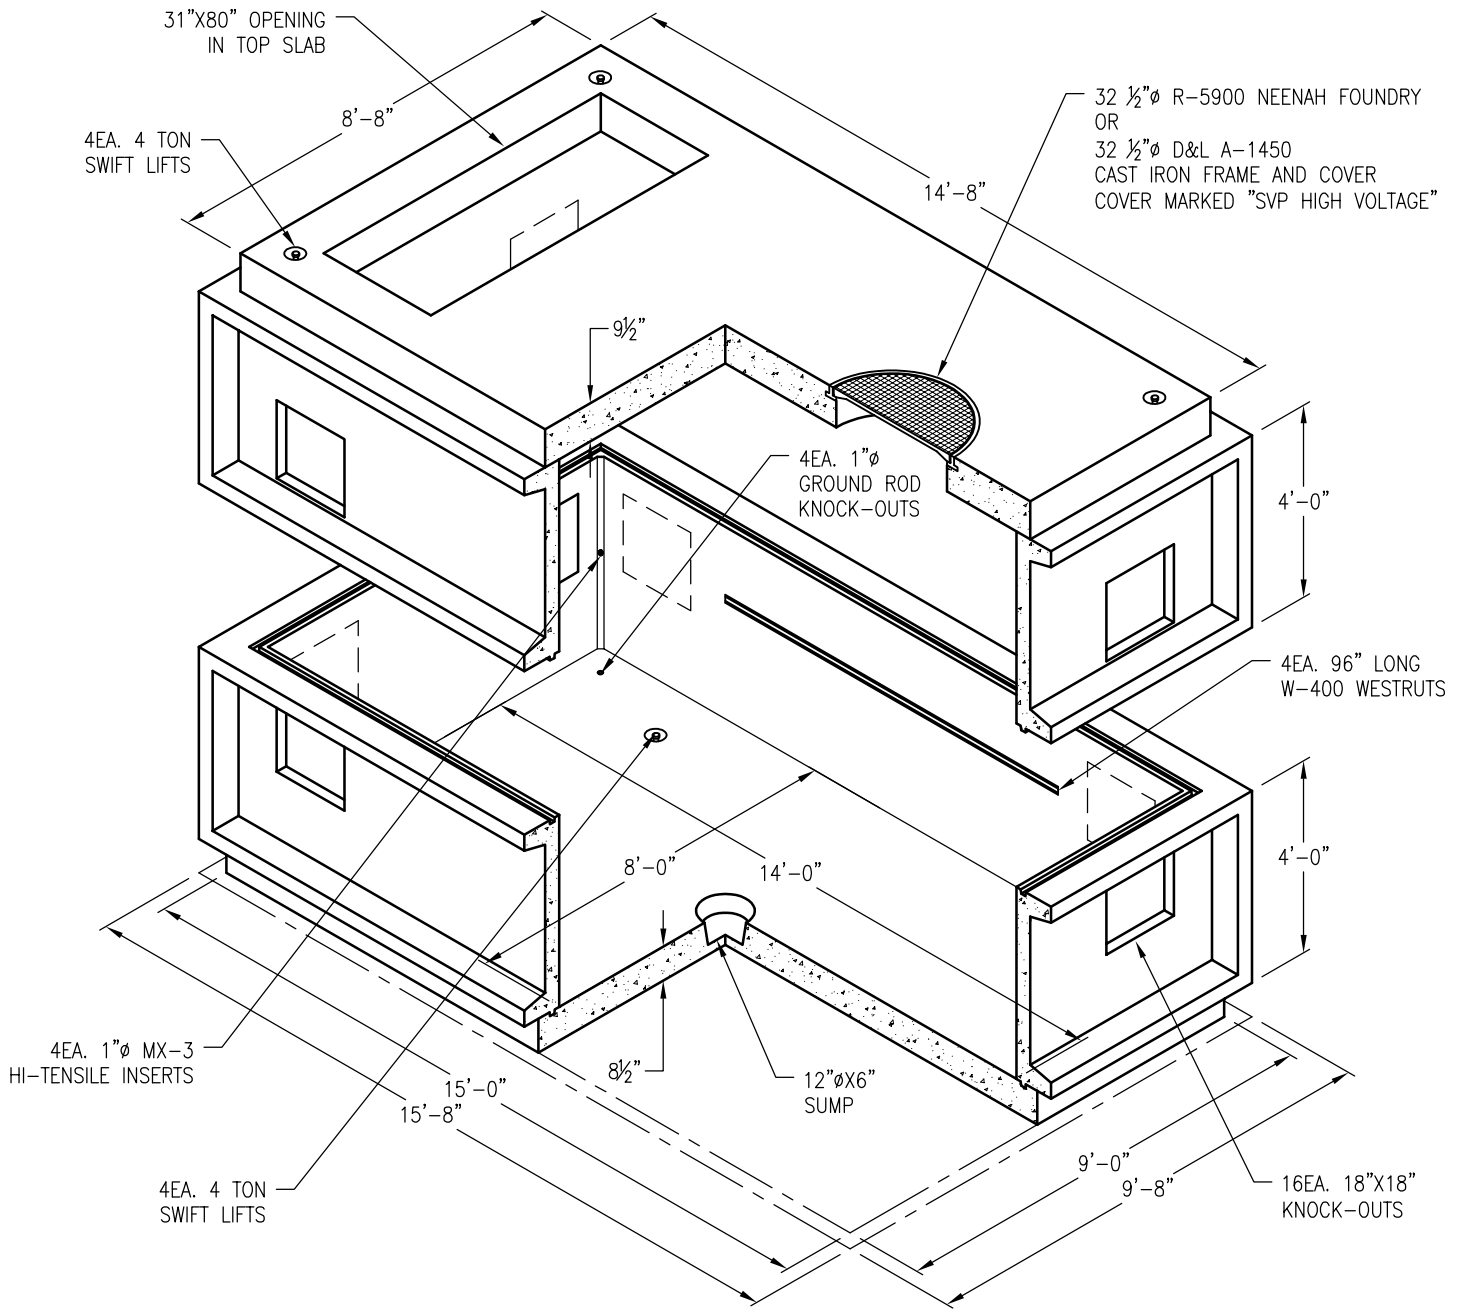 31"X80" OPENING
IN TOP SLAB
8'-8"
4EA. 4 TON
SWIFT LIFTS
32 ½"ø R-5900 NEENAH FOUNDRY
OR
32 ½"ø D&L A-1450
CAST IRON FRAME AND COVER
COVER MARKED "SVP HIGH VOLTAGE"
14'-8"
9½"
4EA. 1"ø
GROUND ROD
KNOCK-OUTS
4'-0"
4EA. 96" LONG
W-400 WESTRUTS
8'-0"
14'-0"
4'-0"
4EA. 1"ø MX-3
HI-TENSILE INSERTS
8½"
12"øX6"
SUMP
15'-0"
15'-8"
9'-0"
9'-8"
4EA. 4 TON
SWIFT LIFTS
16EA. 18"X18"
KNOCK-OUTS